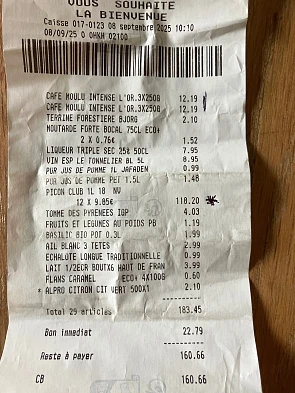 VOUS SOUHAITE
LA BIENVENUE
Caisse 017-0123 08 septembre 2025 10:10
08/09/25 0 OH&H 02100
CAFE MOULU INTENSE L'OR.3X250G 12.19
CAFE MOULU INTENSE L'OR.3X250G 12.19
TERRINE FORESTIERE BJORG 2.10
MOUTARDE FORTE BOCAL 75CL ECO+
2 X 0.76€ 1.52
LIQUEUR TRIPLE SEC 25% 50CL 7.95
VIN ESP LE TONNELIER BL 5L 8.95
PUR JUS DE POMME 1L JAFADEN 0.99
PUR JUS DE POMME PET 1.5L 1.48
PICON CLUB 1L 18 NV
12 X 9.85€ 118.20
TOMME DES PYRENEES IGP 4.03
FRUITS ET LEGUMES AU POIDS PB 1.19
BASILIC BIO POT 0.3L 1.99
AIL BLANC 3 TETES 2.99
ECHALOTE LONGUE TRADITIONNELLE 0.99
LAIT 1/2ECR BOUTX6 HAUT DE FRAN 3.99
FLANS CARAMEL ECO+ 4X100G 0.60
* ALPRO CITRON CIT VERT 500X1 2.10
Total 29 articles 183.45
Bon immediat 22.79
Reste à payer 160.66
CB 160.66